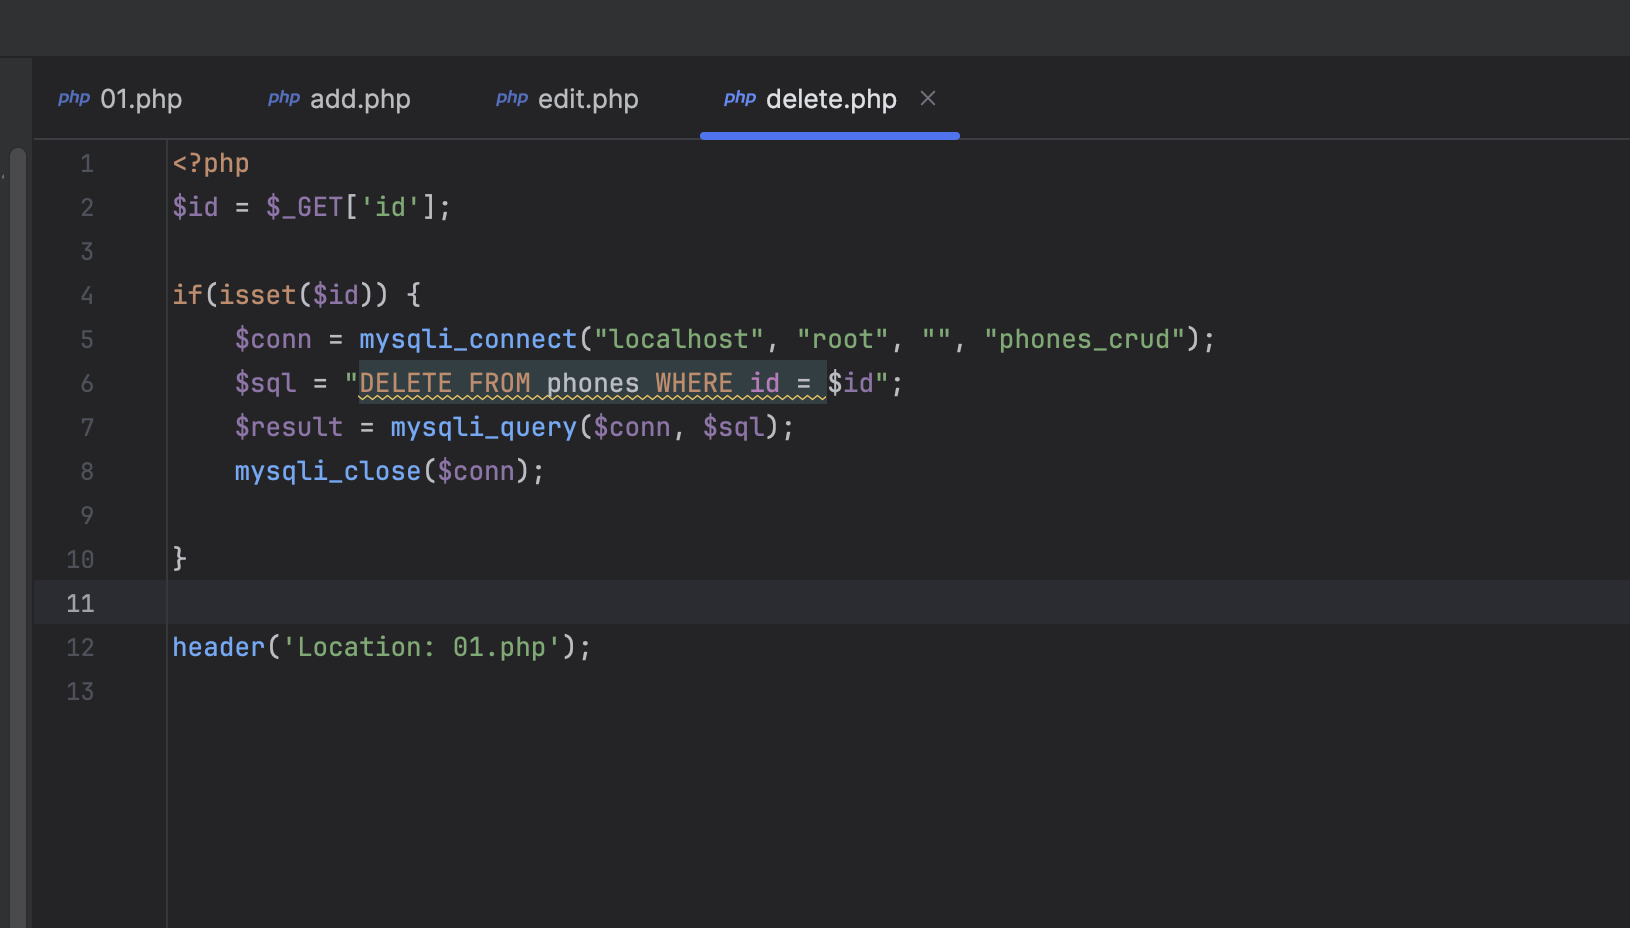 php 01.php php add.php php edit.php php delete.php ×
1 <?php
2 $id = $_GET['id'];
3
4 if(isset($id)) {
5     $conn = mysqli_connect("localhost", "root", "", "phones_crud");
6     $sql = "DELETE FROM phones WHERE id = $id";
7     $result = mysqli_query($conn, $sql);
8     mysqli_close($conn);
9
10 }
11
12 header('Location: 01.php');
13